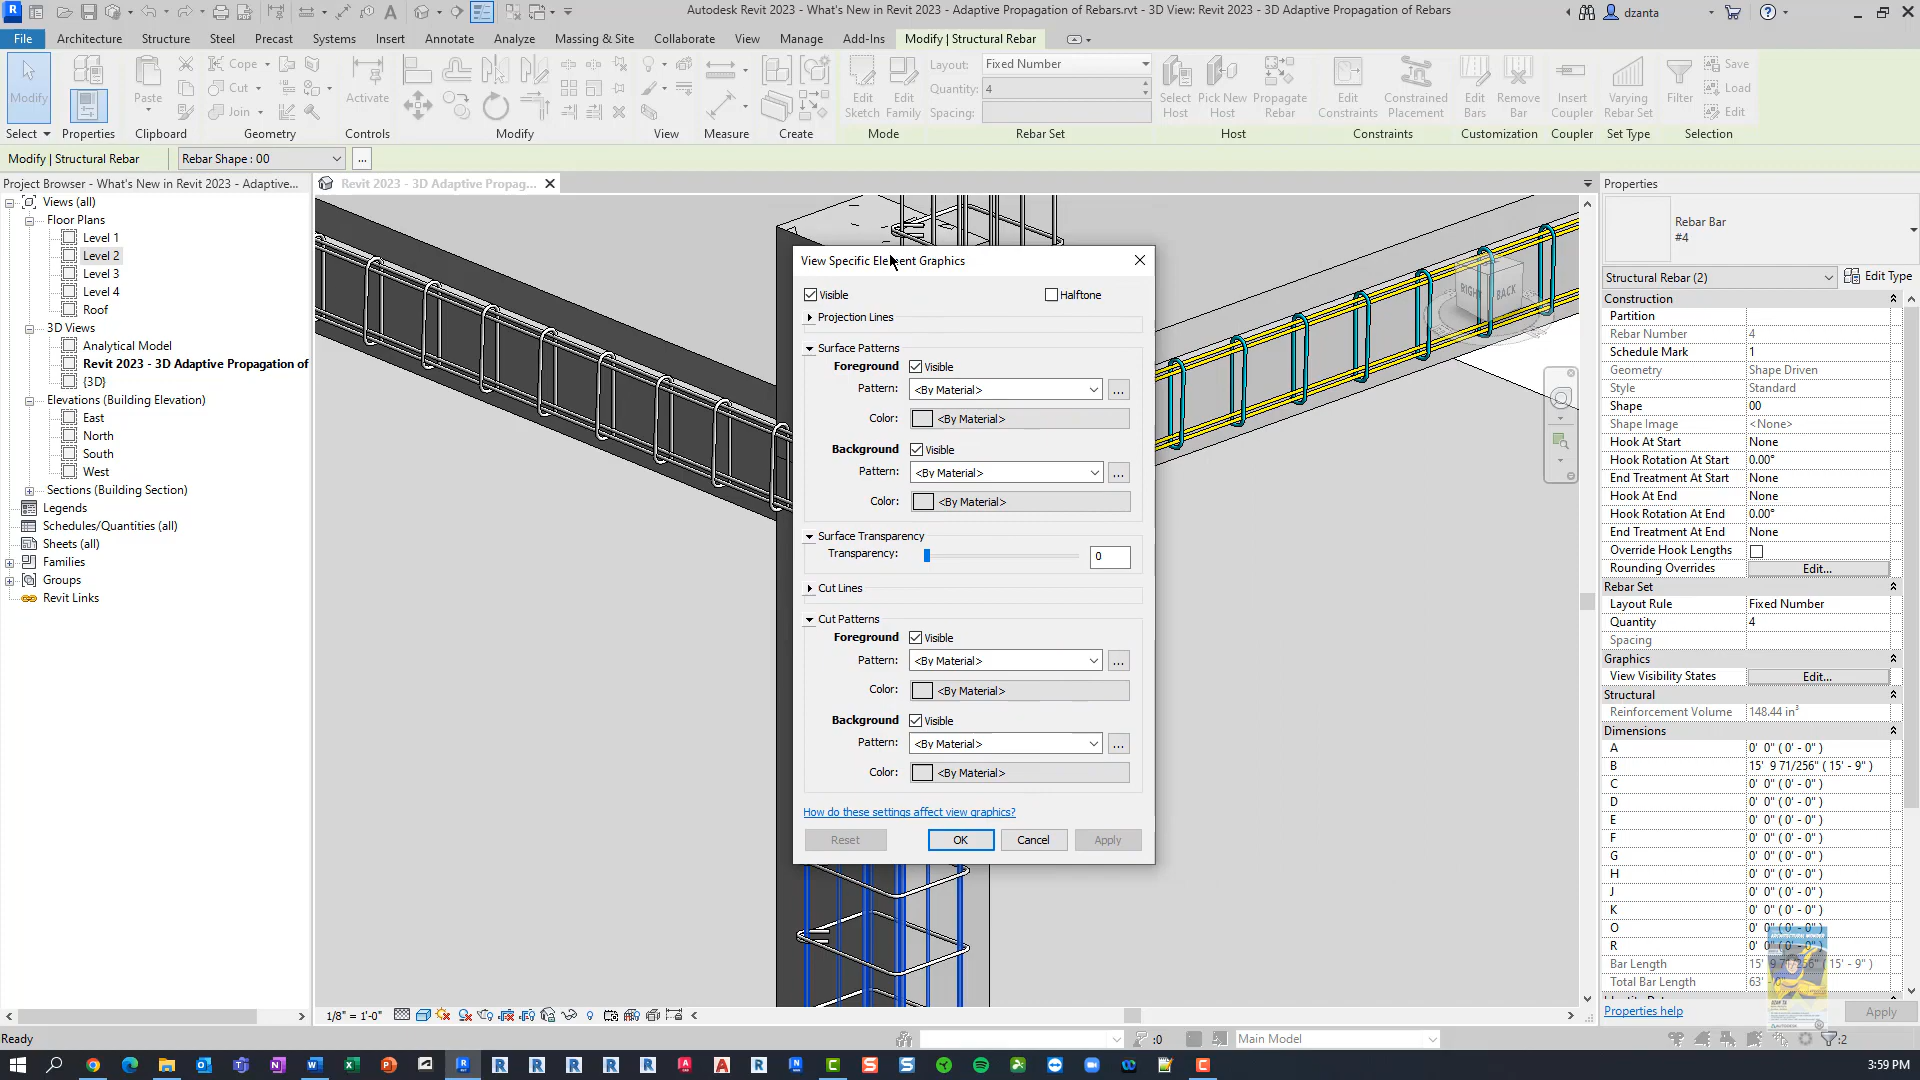 Autodesk Revit 2023 - What's New in Revit 2023 - Adaptive Propagation of Rebars.rvt - 3D View: Revit 2023 - 3D Adaptive Propagation of Rebars
dzanta
File
Architecture
Structure
Steel
Precast
Systems
Insert
Annotate
Analyze
Massing & Site
Collaborate
View
Manage
Add-Ins
Modify | Structural Rebar
Modify
Paste
Cope
Cut
Join
Activate
Edit Sketch
Edit Family
Layout: Fixed Number
Quantity: 4
Spacing:
Select Host
Pick New Host
Propagate Rebar
Edit Constraints
Constrained Placement
Edit Bars
Remove Bar
Insert Coupler
Varying Rebar Set
Filter
Save
Load
Edit
Select
Properties
Clipboard
Geometry
Controls
Modify
View
Measure
Create
Mode
Rebar Set
Host
Constraints
Customization
Coupler
Set Type
Selection
Modify | Structural Rebar
Rebar Shape : 00
...
Project Browser - What's New in Revit 2023 - Adaptive...
Views (all)
Floor Plans
Level 1
Level 2
Level 3
Level 4
Roof
3D Views
Analytical Model
Revit 2023 - 3D Adaptive Propagation of
{3D}
Elevations (Building Elevation)
East
North
South
West
Sections (Building Section)
Legends
Schedules/Quantities (all)
Sheets (all)
Families
Groups
Revit Links
Revit 2023 - 3D Adaptive Propag...
RIGHT
BACK
View Specific Element Graphics
Visible
Halftone
Projection Lines
Surface Patterns
Foreground Visible
Pattern: <By Material> ...
Color: <By Material>
Background Visible
Pattern: <By Material> ...
Color: <By Material>
Surface Transparency
Transparency: 0
Cut Lines
Cut Patterns
Foreground Visible
Pattern: <By Material> ...
Color: <By Material>
Background Visible
Pattern: <By Material> ...
Color: <By Material>
How do these settings affect view graphics?
Reset
OK
Cancel
Apply
Properties
Rebar Bar
#4
Structural Rebar (2)
Edit Type
Construction
Partition
Rebar Number 4
Schedule Mark 1
Geometry Shape Driven
Style Standard
Shape 00
Shape Image <None>
Hook At Start None
Hook Rotation At Start 0.00°
End Treatment At Start None
Hook At End None
Hook Rotation At End 0.00°
End Treatment At End None
Override Hook Lengths
Rounding Overrides Edit...
Rebar Set
Layout Rule Fixed Number
Quantity 4
Spacing
Graphics
View Visibility States Edit...
Structural
Reinforcement Volume 148.44 in³
Dimensions
A 0' 0" ( 0' - 0" )
B 15' 9 71/256" ( 15' - 9" )
C 0' 0" ( 0' - 0" )
D 0' 0" ( 0' - 0" )
E 0' 0" ( 0' - 0" )
F 0' 0" ( 0' - 0" )
G 0' 0" ( 0' - 0" )
H 0' 0" ( 0' - 0" )
J 0' 0" ( 0' - 0" )
K 0' 0" ( 0' - 0" )
O 0' 0" ( 0' - 0" )
R 0' 0" ( 0' - 0" )
Bar Length 15' 9 71/256" ( 15' - 9" )
Total Bar Length 63'
Properties help
Apply
1/8" = 1'-0"
Ready
:0
Main Model
:2
3:59 PM